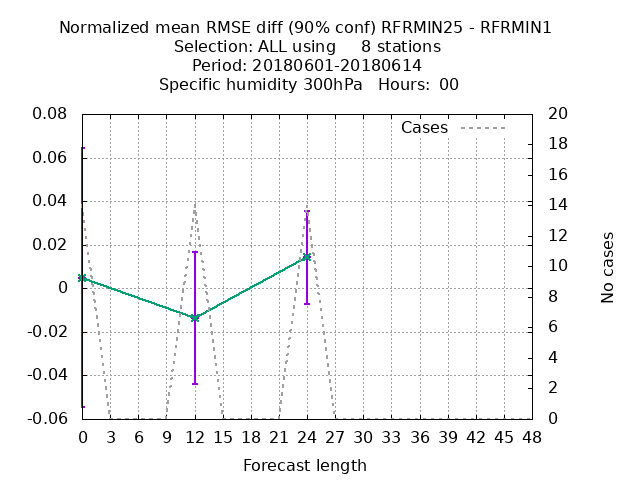 Normalized mean RMSE diff (90% conf) RFRMIN25 - RFRMIN1
Selection: ALL using     8 stations
Period: 20180601-20180614
Specific humidity 300hPa   Hours:  00
Cases
0.08
0.06
0.04
0.02
0
-0.02
-0.04
-0.06
20
18
16
14
12
10
8
6
4
2
0
No cases
0 3 6 9 12 15 18 21 24 27 30 33 36 39 42 45 48
Forecast length